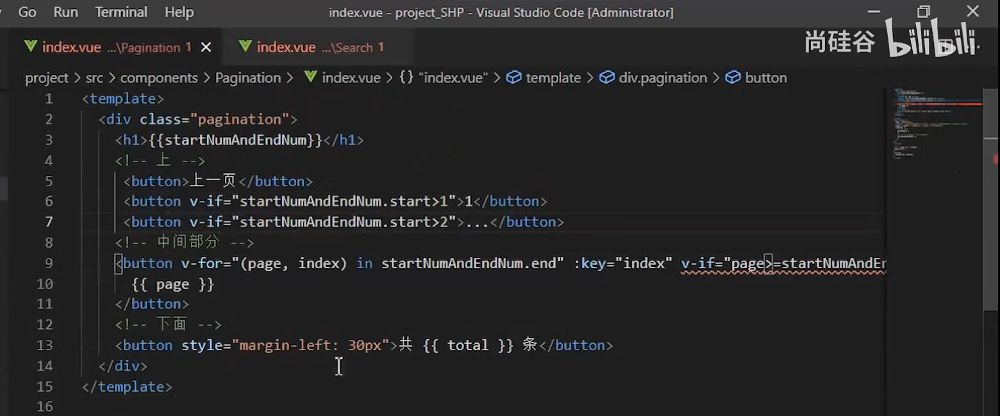 Go Run Terminal Help index.vue - project_SHP - Visual Studio Code [Administrator]
index.vue ...\Pagination 1 index.vue ...\Search 1
尚硅谷 bilibili
project > src > components > Pagination > index.vue > {} "index.vue" > template > div.pagination > button
1 <template>
2 <div class="pagination">
3 <h1>{{startNumAndEndNum}}</h1>
4 <!-- 上 -->
5 <button>上一页</button>
6 <button v-if="startNumAndEndNum.start>1">1</button>
7 <button v-if="startNumAndEndNum.start>2">...</button>
8 <!-- 中间部分 -->
9 <button v-for="(page, index) in startNumAndEndNum.end" :key="index" v-if="page>=startNumAndEn
10 {{ page }}
11 </button>
12 <!-- 下面 -->
13 <button style="margin-left: 30px">共 {{ total }} 条</button>
14 </div>
15 </template>
16